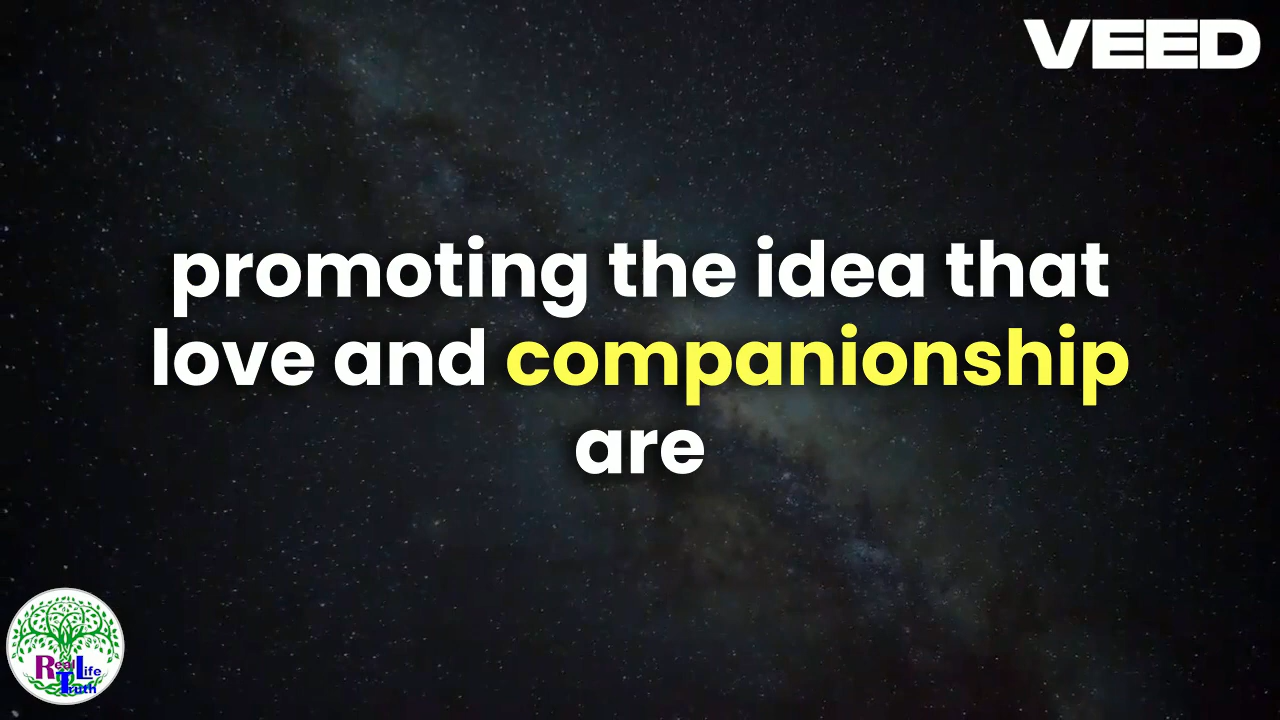 VEED
promoting the idea that
love and companionship
are
Real Life
Truth